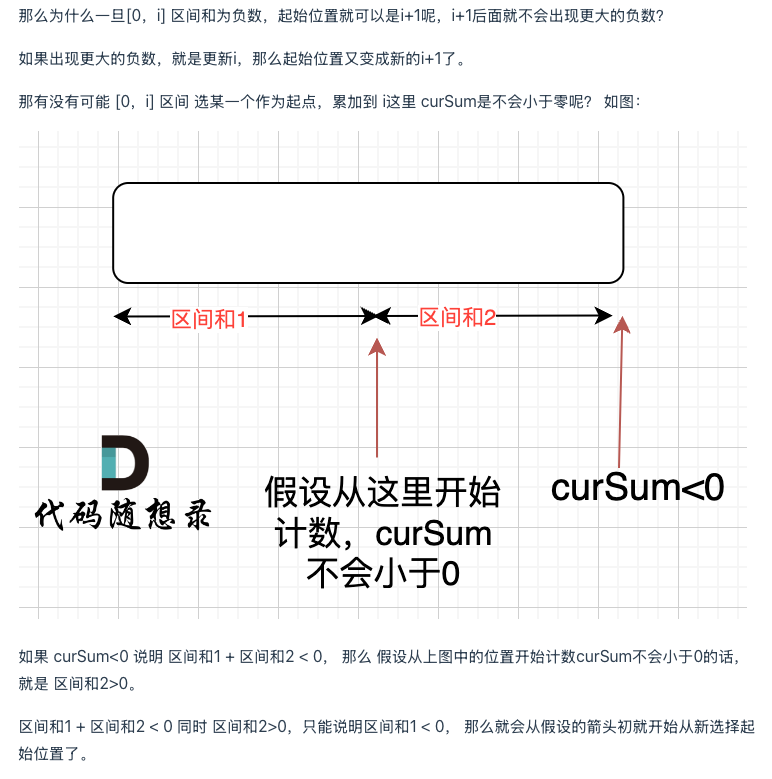 那么为什么一旦[0，i] 区间和为负数，起始位置就可以是i+1呢，i+1后面就不会出现更大的负数？
如果出现更大的负数，就是更新i，那么起始位置又变成新的i+1了。
那有没有可能 [0，i] 区间 选某一个作为起点，累加到 i这里 curSum是不会小于零呢？ 如图：
区间和1
区间和2
假设从这里开始
计数，curSum
不会小于0
curSum<0
代码随想录
如果 curSum<0 说明 区间和1 + 区间和2 < 0， 那么 假设从上图中的位置开始计数curSum不会小于0的话，
就是 区间和2>0。
区间和1 + 区间和2 < 0 同时 区间和2>0，只能说明区间和1 < 0， 那么就会从假设的箭头初就开始从新选择起
始位置了。